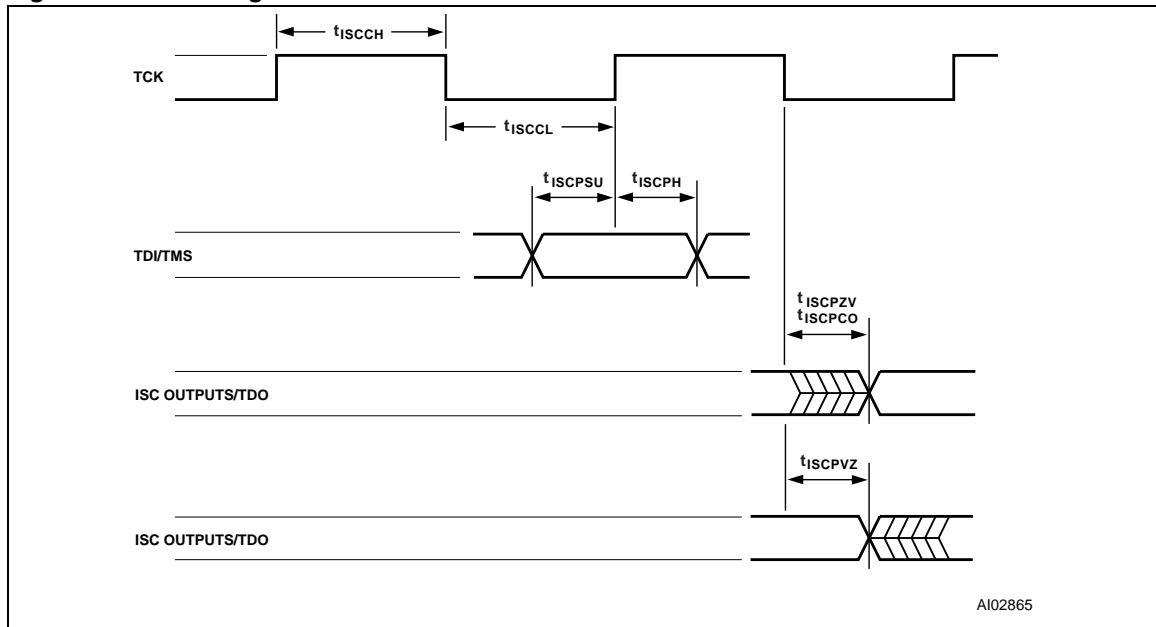 tISCCH
TCK
tISCCL
tISCPSU
tISCPH
TDI/TMS
tISCPZV
tISCPCO
ISC OUTPUTS/TDO
tISCPVZ
ISC OUTPUTS/TDO
AI02865